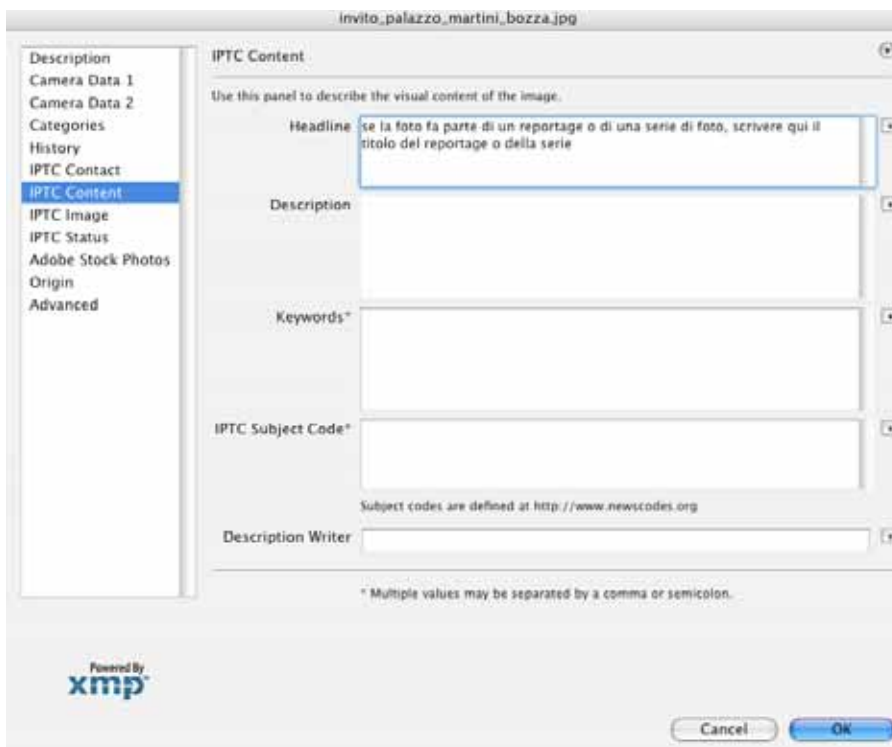 invito_palazzo_martini_bozza.jpg
Description
Camera Data 1
Camera Data 2
Categories
History
IPTC Contact
IPTC Content
IPTC Image
IPTC Status
Adobe Stock Photos
Origin
Advanced
IPTC Content
Use this panel to describe the visual content of the image.
Headline
se la foto fa parte di un reportage o di una serie di foto, scrivere qui il
titolo del reportage o della serie
Description
Keywords*
IPTC Subject Code*
Subject codes are defined at http://www.newscodes.org
Description Writer
* Multiple values may be separated by a comma or semicolon.
Powered By
xmp
Cancel
OK